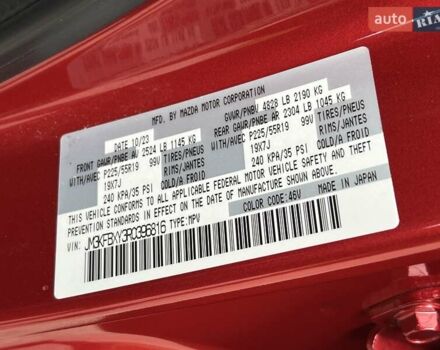 auto
RIA
MFD. BY MAZDA MOTOR CORPORATION
DATE 10/23
GVWR/PNBV 4828 LB 2190 KG
FRONT GAWR/PNBE AV 2524 LB 1145 KG
REAR GAWR/PNBE AR 2304 LB 1045 KG
WITH/AVEC P225/55R19 99V TIRES/PNEUS
WITH/AVEC P225/55R19 99V TIRES/PNEUS
19X7J RIMS/JANTES
19X7J RIMS/JANTES
240 KPA/35 PSI COLD/A FROID
240 KPA/35 PSI COLD/A FROID
THIS VEHICLE CONFORMS TO ALL APPLICABLE FEDERAL MOTOR VEHICLE SAFETY AND THEFT
PREVENTION STANDARDS IN EFFECT ON THE DATE OF MANUFACTURE SHOWN ABOVE.
MADE IN JAPAN
COLOR CODE: 46V
VIN: JM3KFBXY3R0396816 TYPE: MPV